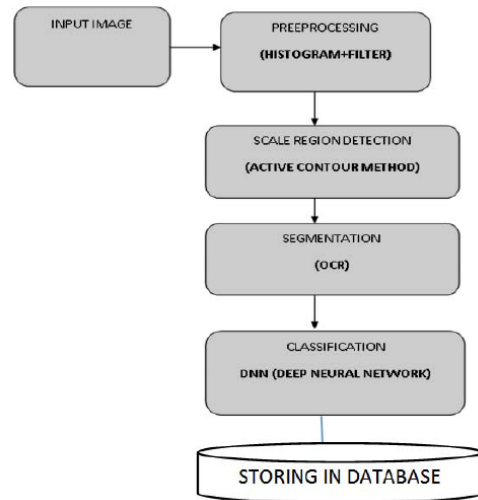 INPUT IMAGE
PREEPROCESSING
(HISTOGRAM+FILTER)
SCALE REGION DETECTION
(ACTIVE CONTOUR METHOD)
SEGMENTATION
(OCR)
CLASSIFICATION
DNN (DEEP NEURAL NETWORK)
STORING IN DATABASE